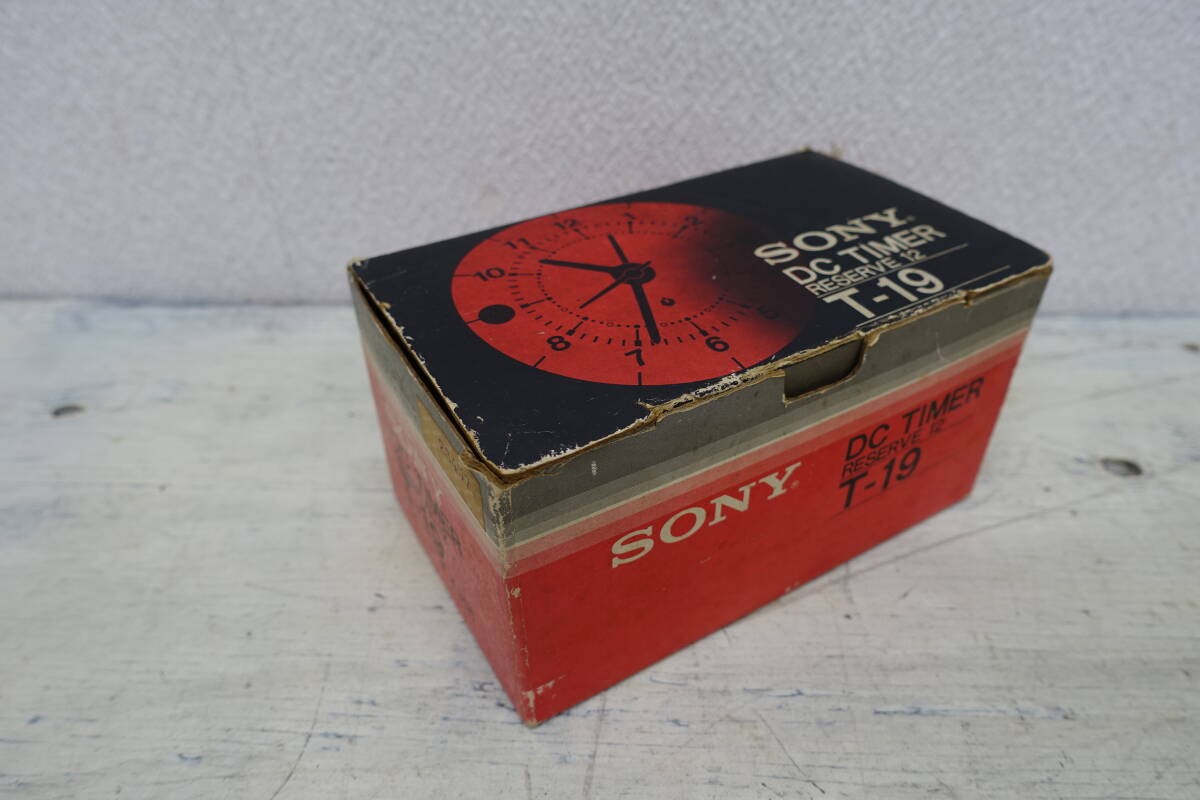 11 12 1 2
10
8 7 6 5
SONY®
DC TIMER
RESERVE 12
T-19
SONY®
DC TIMER
RESERVE 12
T-19